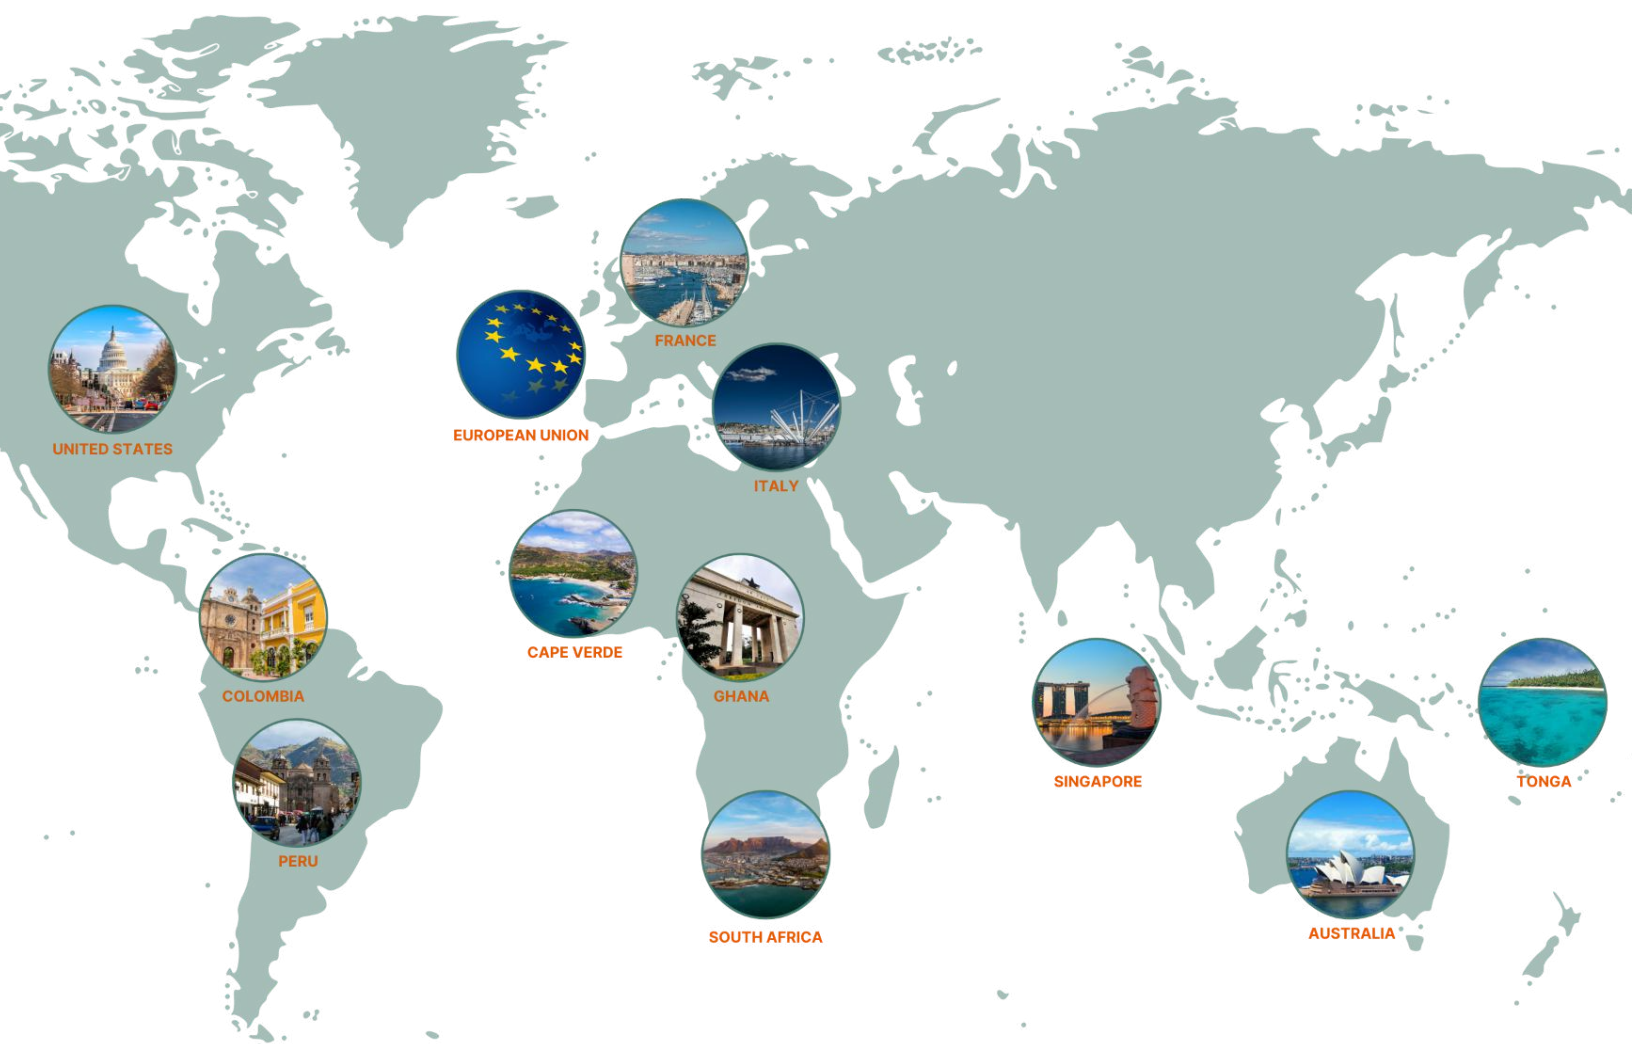 FRANCE
EUROPEAN UNION
UNITED STATES
ITALY
CAPE VERDE
COLOMBIA
GHANA
SINGAPORE
TONGA
PERU
SOUTH AFRICA
AUSTRALIA